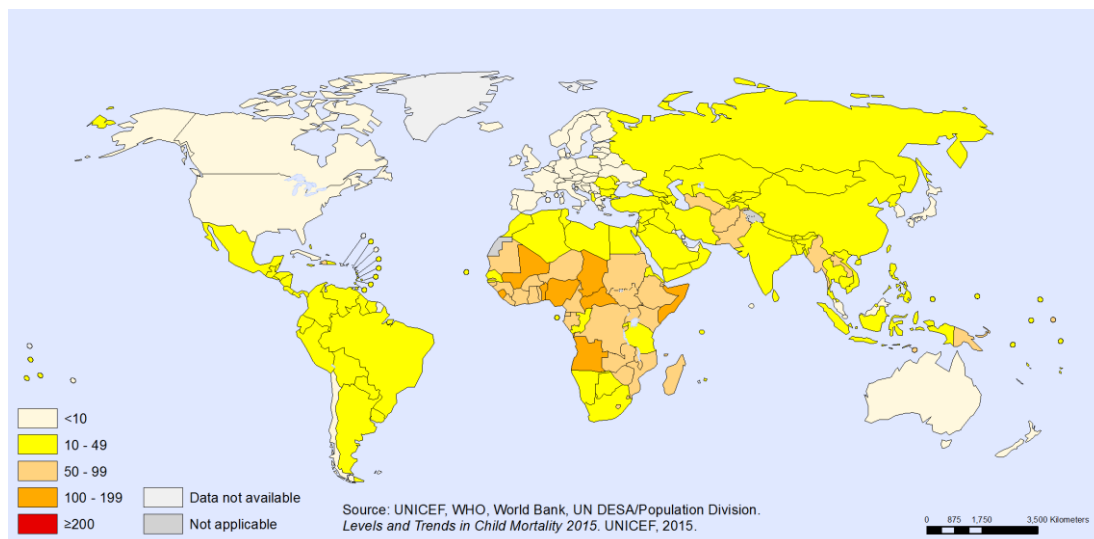 <10
10 - 49
50 - 99
100 - 199
≥200
Data not available
Not applicable
Source: UNICEF, WHO, World Bank, UN DESA/Population Division.
Levels and Trends in Child Mortality 2015. UNICEF, 2015.
0 875 1,750 3,500 Kilometers